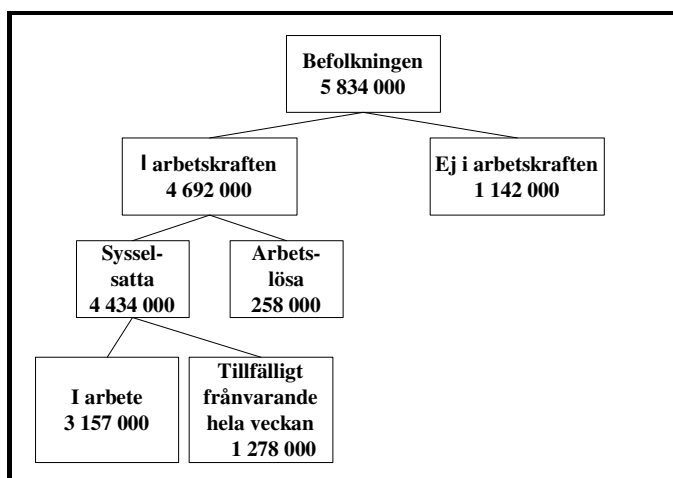 Befolkningen
5 834 000
I arbetskraften
4 692 000
Ej i arbetskraften
1 142 000
Syssel-
satta
4 434 000
Arbets-
lösa
258 000
I arbete
3 157 000
Tillfälligt
frånvarande
hela veckan
1 278 000